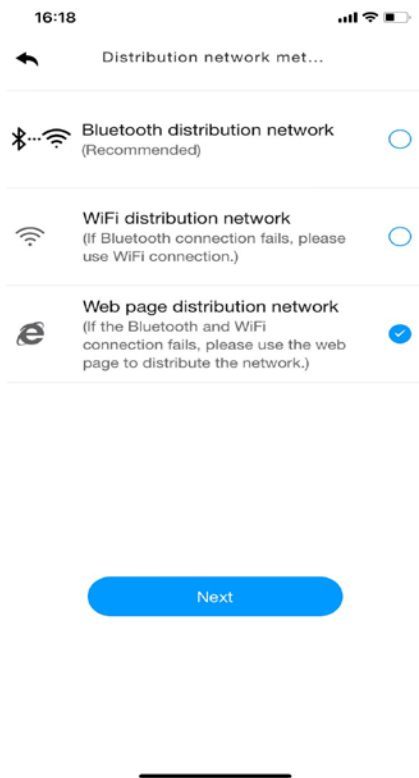 16:18
Distribution network met...
Bluetooth distribution network
(Recommended)
WiFi distribution network
(If Bluetooth connection fails, please
use WiFi connection.)
Web page distribution network
(If the Bluetooth and WiFi
connection fails, please use the web
page to distribute the network.)
Next